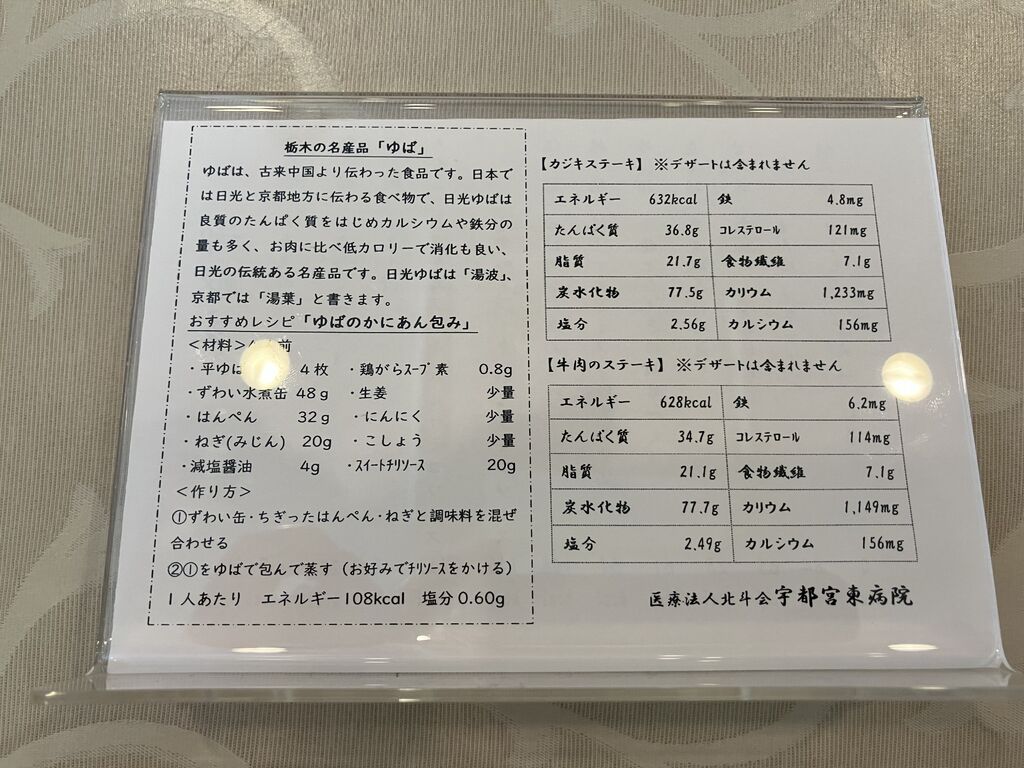 栃木の名産品「ゆば」
ゆばは、古来中国より伝わった食品です。日本で
は日光と京都地方に伝わる食べ物で、日光ゆばは
良質のたんぱく質をはじめカルシウムや鉄分の
量も多く、お肉に比べ低カロリーで消化も良い、
日光の伝統ある名産品です。日光ゆばは「湯波」、
京都では「湯葉」と書きます。
おすすめレシピ「ゆばのかにあん包み」
<材料> 前
・平ゆば 4枚 ・鶏がらスープ素 0.8g
・ずわい水煮缶 48g ・生姜 少量
・はんぺん 32g ・にんにく 少量
・ねぎ(みじん) 20g ・こしょう 少量
・減塩醤油 4g ・スイートチリソース 20g
<作り方>
①ずわい缶・ちぎったはんぺん・ねぎと調味料を混ぜ
合わせる
②①をゆばで包んで蒸す(お好みでチリソースをかける)
1人あたり エネルギー108kcal 塩分0.60g
【カジキステーキ】 ※デザートは含まれません
エネルギー 632kcal 鉄 4.8mg
たんぱく質 36.8g コレステロール 121mg
脂質 21.7g 食物繊維 7.1g
炭水化物 77.5g カリウム 1,233mg
塩分 2.56g カルシウム 156mg
【牛肉のステーキ】 ※デザートは含まれません
エネルギー 628kcal 鉄 6.2mg
たんぱく質 34.7g コレステロール 114mg
脂質 21.1g 食物繊維 7.1g
炭水化物 77.7g カリウム 1,149mg
塩分 2.49g カルシウム 156mg
医療法人北斗会宇都宮東病院